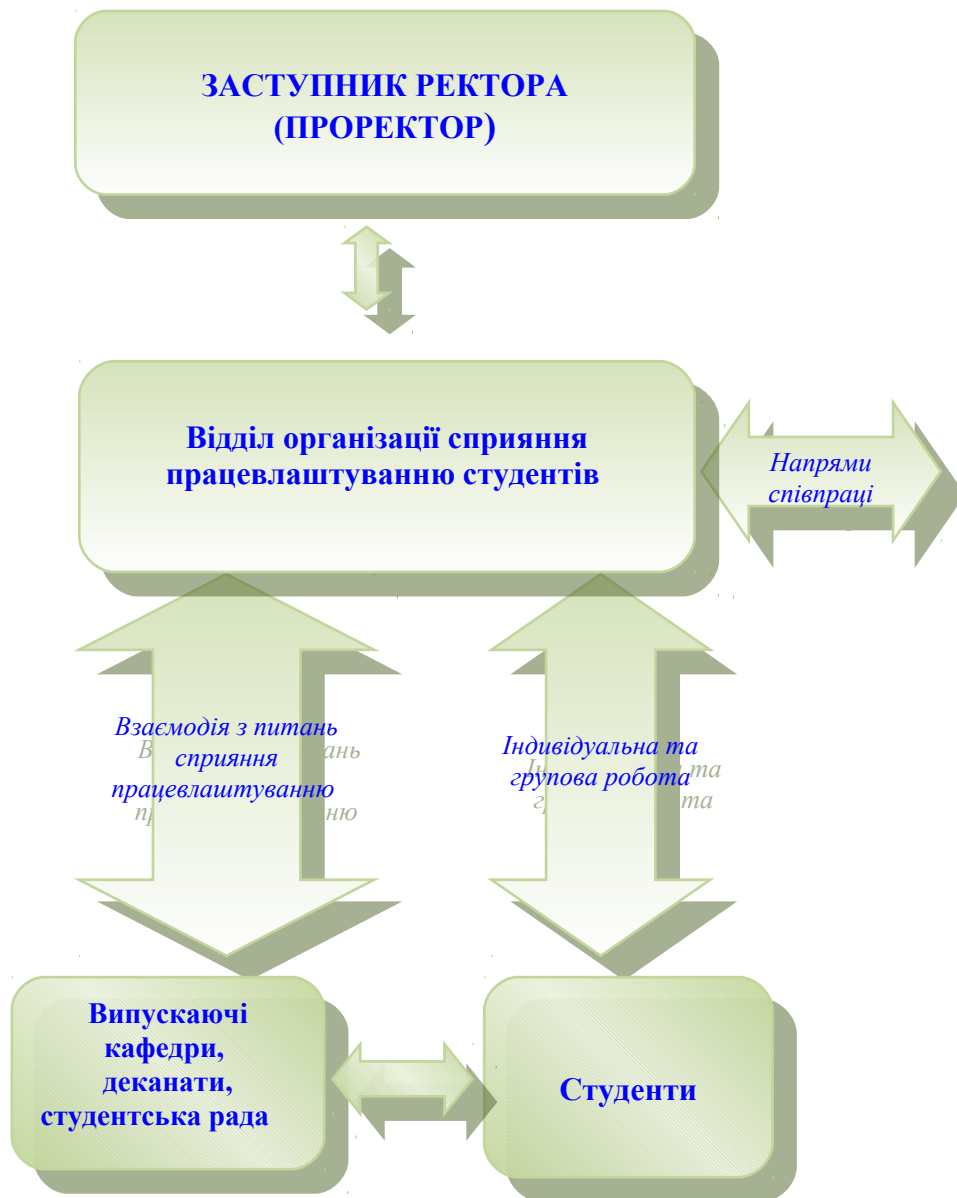 ЗАСТУПНИК РЕКТОРА
(ПРОРЕКТОР)
Відділ організації сприяння
працевлаштуванню студентів
Напрями
співпраці
Взаємодія з питань
сприяння
працевлаштуванню
Індивідуальна та
групова робота
Випускаючі
кафедри,
деканати,
студентська рада
Студенти